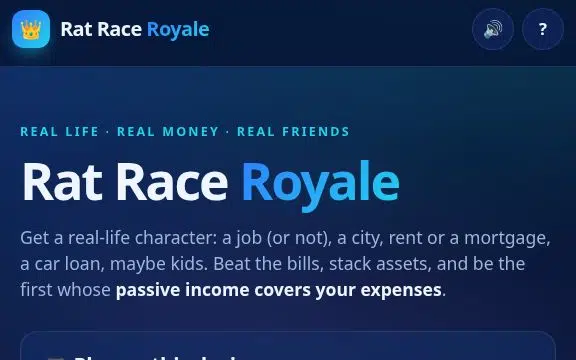 Rat Race Royale
?
REAL LIFE · REAL MONEY · REAL FRIENDS
Rat Race Royale
Get a real-life character: a job (or not), a city, rent or a mortgage,
a car loan, maybe kids. Beat the bills, stack assets, and be the
first whose passive income covers your expenses.